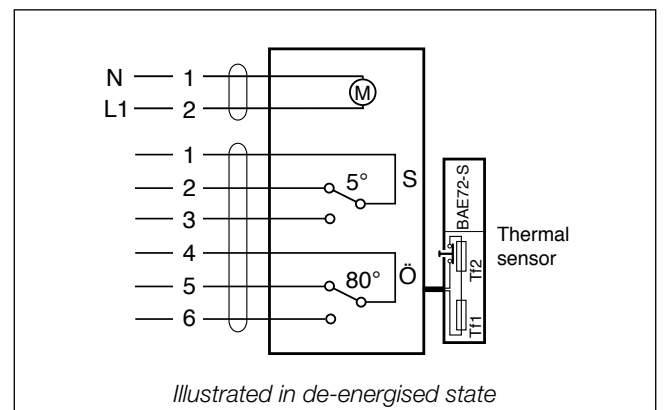 N 1
M
L1 2
1
2 5° S
3
4
5 80° Ö
6
BAE72-S
Tf2
Tf1
Thermal
sensor
Illustrated in de-energised state